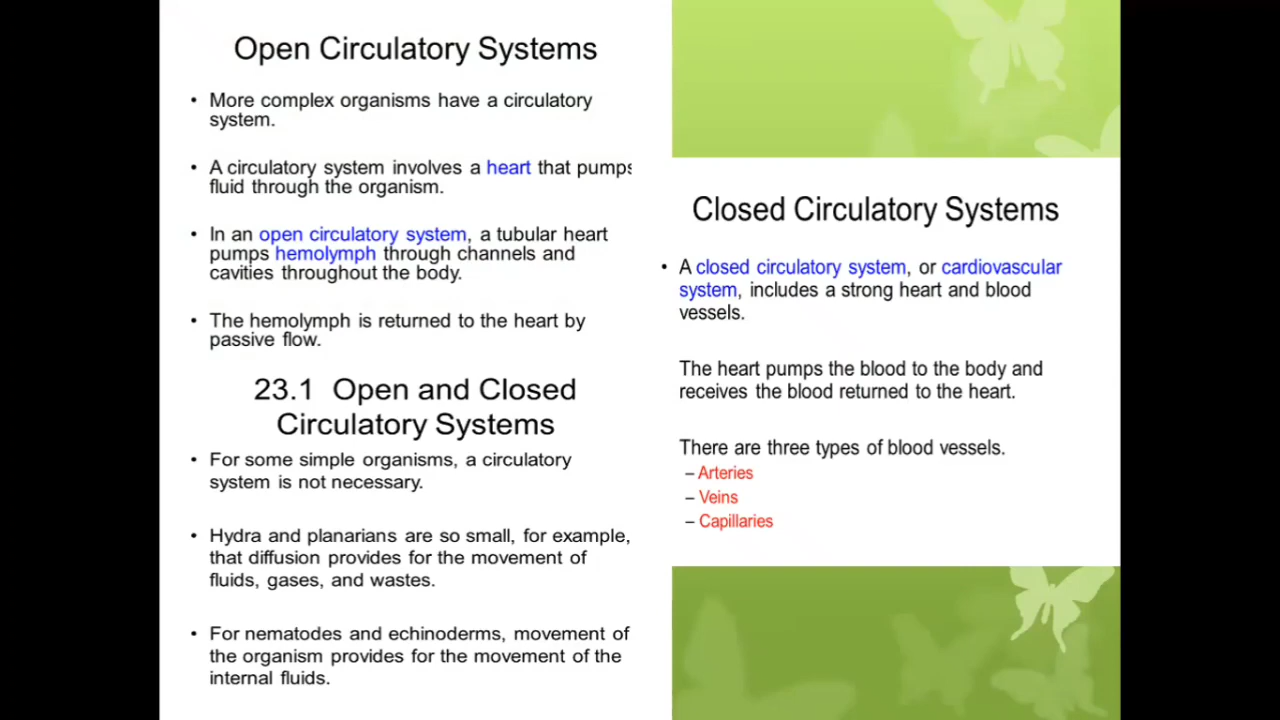 Open Circulatory Systems
• More complex organisms have a circulatory
system.
• A circulatory system involves a heart that pumps
fluid through the organism.
• In an open circulatory system, a tubular heart
pumps hemolymph through channels and
cavities throughout the body.
• The hemolymph is returned to the heart by
passive flow.
23.1 Open and Closed
Circulatory Systems
• For some simple organisms, a circulatory
system is not necessary.
• Hydra and planarians are so small, for example,
that diffusion provides for the movement of
fluids, gases, and wastes.
• For nematodes and echinoderms, movement of
the organism provides for the movement of the
internal fluids.
Closed Circulatory Systems
• A closed circulatory system, or cardiovascular
system, includes a strong heart and blood
vessels.
The heart pumps the blood to the body and
receives the blood returned to the heart.
There are three types of blood vessels.
– Arteries
– Veins
– Capillaries